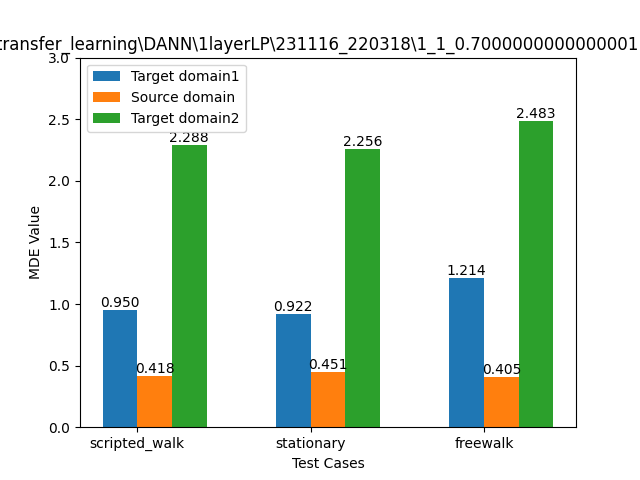 transfer_learning\DANN\1layerLP\231116_220318\1_1_0.7000000000000001
3.0
2.5
2.0
1.5
1.0
0.5
0.0
MDE Value
Target domain1
Source domain
Target domain2
0.950
0.418
2.288
0.922
0.451
2.256
1.214
0.405
2.483
scripted_walk
stationary
freewalk
Test Cases